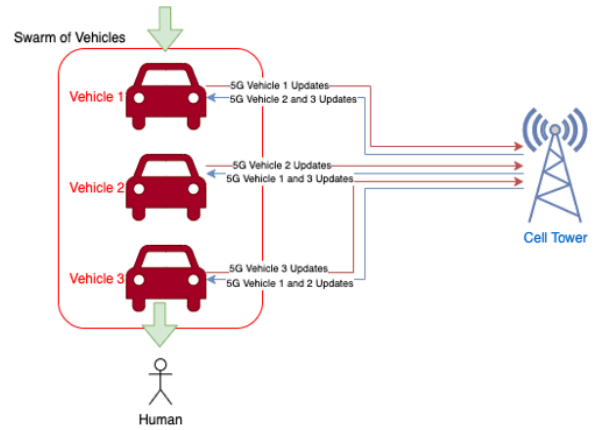 Swarm of Vehicles
Vehicle 1
5G Vehicle 1 Updates
5G Vehicle 2 and 3 Updates
Vehicle 2
5G Vehicle 2 Updates
5G Vehicle 1 and 3 Updates
Cell Tower
Vehicle 3
5G Vehicle 3 Updates
5G Vehicle 1 and 2 Updates
Human